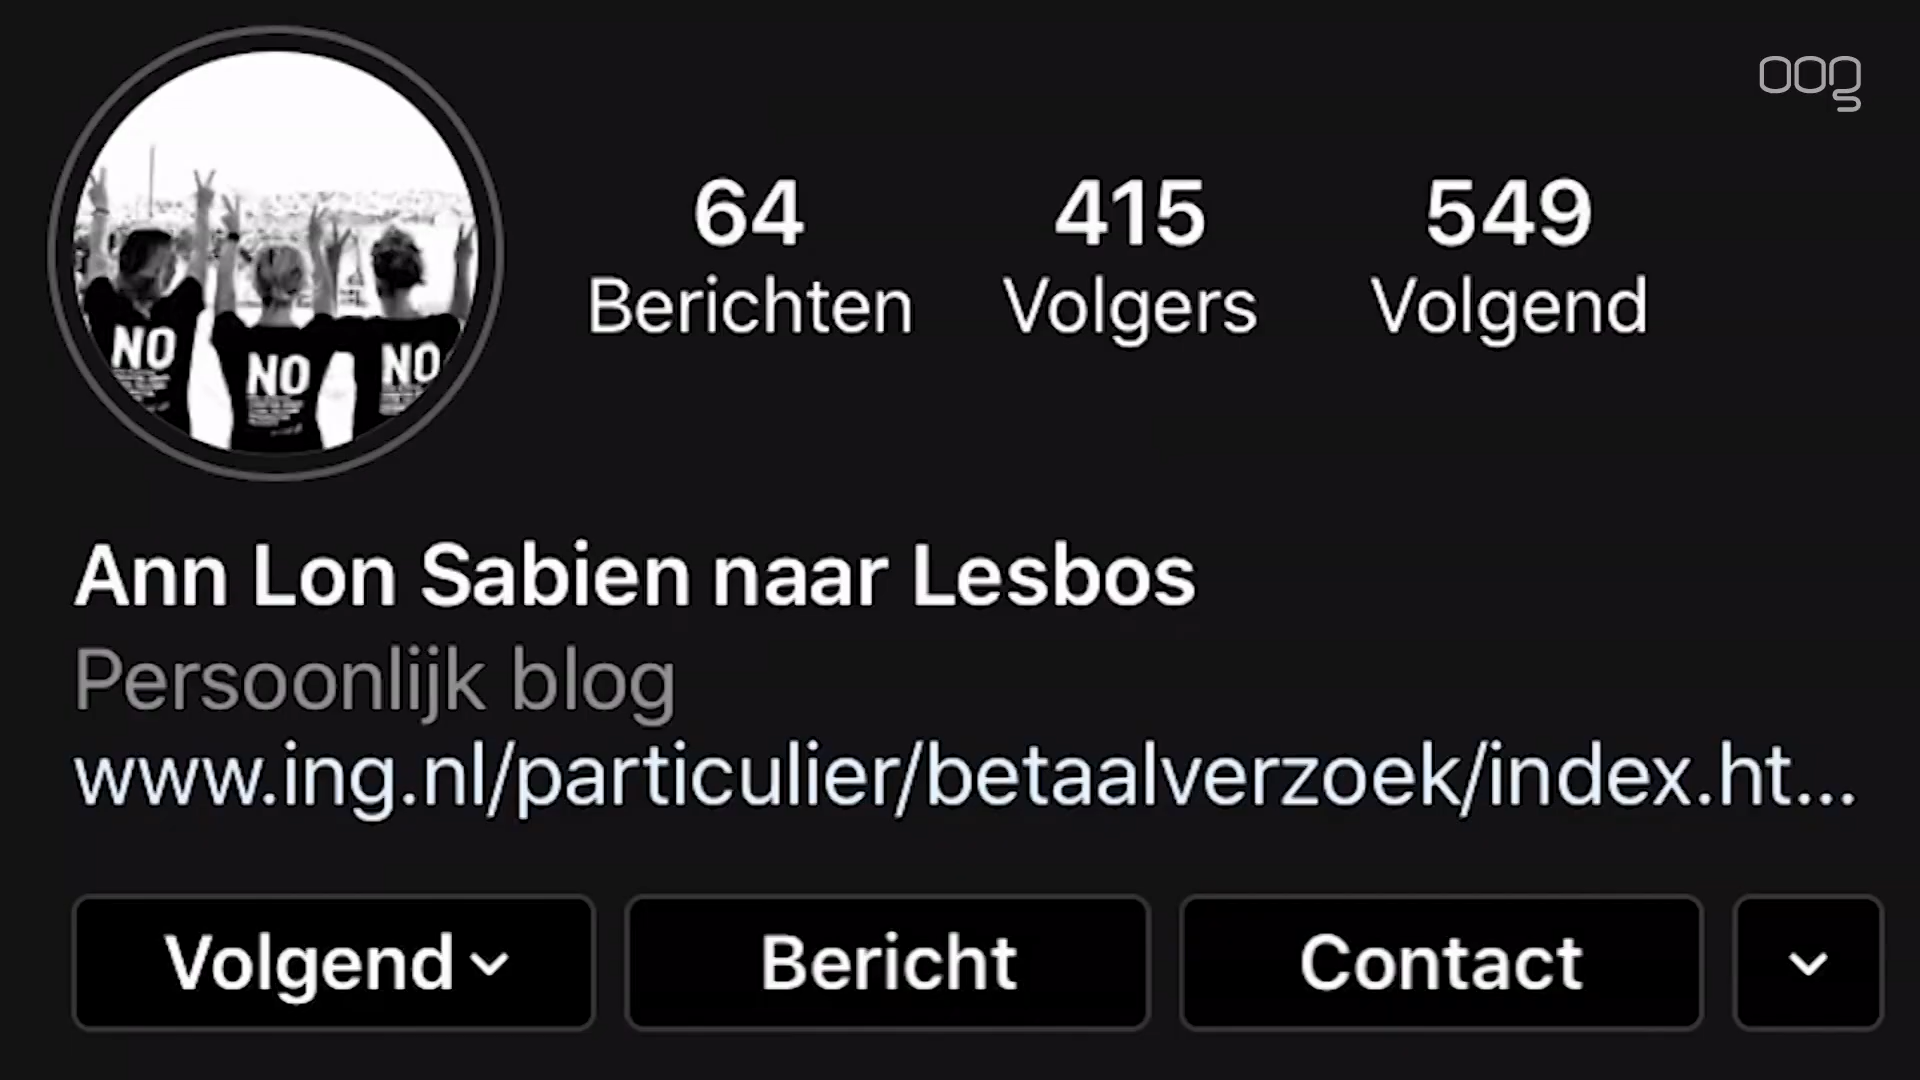 oog
64 415 549
Berichten Volgers Volgend
NO NO NO
Ann Lon Sabien naar Lesbos
Persoonlijk blog
www.ing.nl/particulier/betaalverzoek/index.ht...
Volgend Bericht Contact